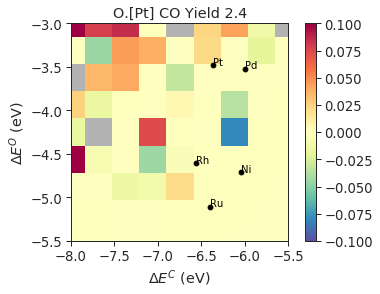 O.[Pt] CO Yield 2.4
−3.0
−3.5
−4.0
−4.5
−5.0
−5.5
ΔE^O (eV)
Pt
Pd
Rh
Ni
Ru
−8.0 −7.5 −7.0 −6.5 −6.0 −5.5
ΔE^C (eV)
0.100
0.075
0.050
0.025
0.000
−0.025
−0.050
−0.075
−0.100